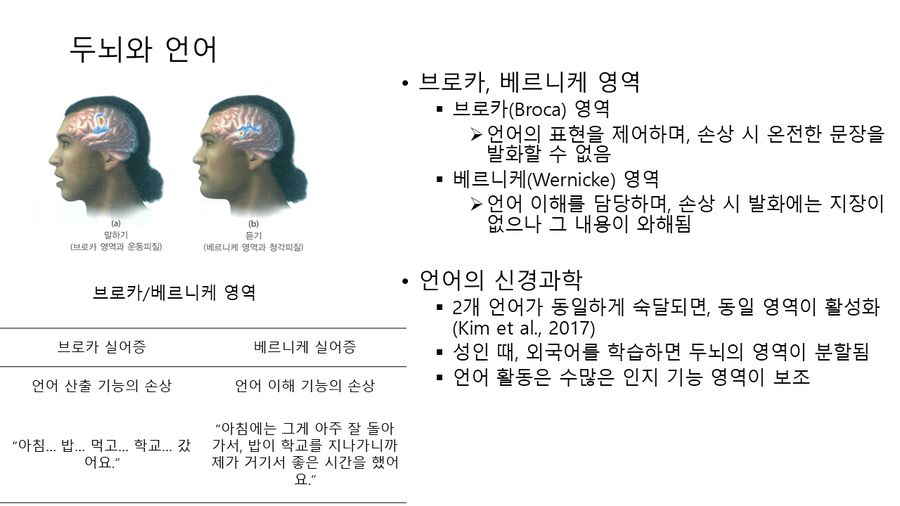 두뇌와 언어
(a)
말하기
(브로카 영역과 운동피질)
(b)
듣기
(베르니케 영역과 청각피질)
브로카/베르니케 영역
브로카 실어증
베르니케 실어증
언어 산출 기능의 손상
언어 이해 기능의 손상
“아침... 밥... 먹고... 학교... 갔
어요.”
“아침에는 그게 아주 잘 돌아
가서, 밥이 학교를 지나가니까
제가 거기서 좋은 시간을 했어
요.”
• 브로카, 베르니케 영역
▪ 브로카(Broca) 영역
➢ 언어의 표현을 제어하며, 손상 시 온전한 문장을
발화할 수 없음
▪ 베르니케(Wernicke) 영역
➢ 언어 이해를 담당하며, 손상 시 발화에는 지장이
없으나 그 내용이 와해됨
• 언어의 신경과학
▪ 2개 언어가 동일하게 숙달되면, 동일 영역이 활성화
(Kim et al., 2017)
▪ 성인 때, 외국어를 학습하면 두뇌의 영역이 분할됨
▪ 언어 활동은 수많은 인지 기능 영역이 보조